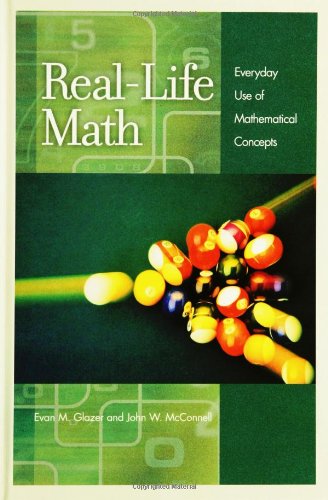 Real-Life
Math
Everyday
Use of
Mathematical
Concepts
Evan M. Glazer and John W. McConnell